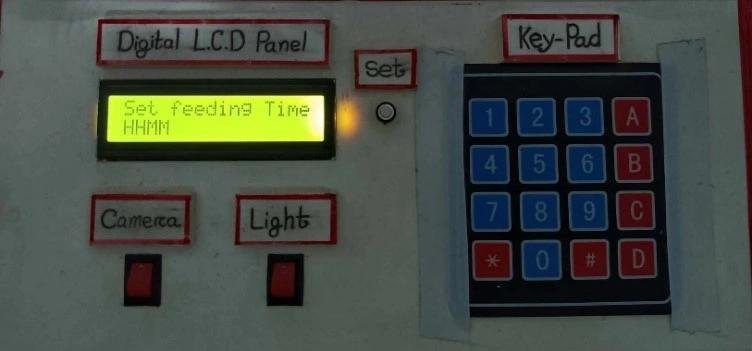 Digital L.C.D Panel
Set feeding Time
HHMM
Set
Key-Pad
1 2 3 A
4 5 6 B
7 8 9 C
* 0 # D
Camera
Light